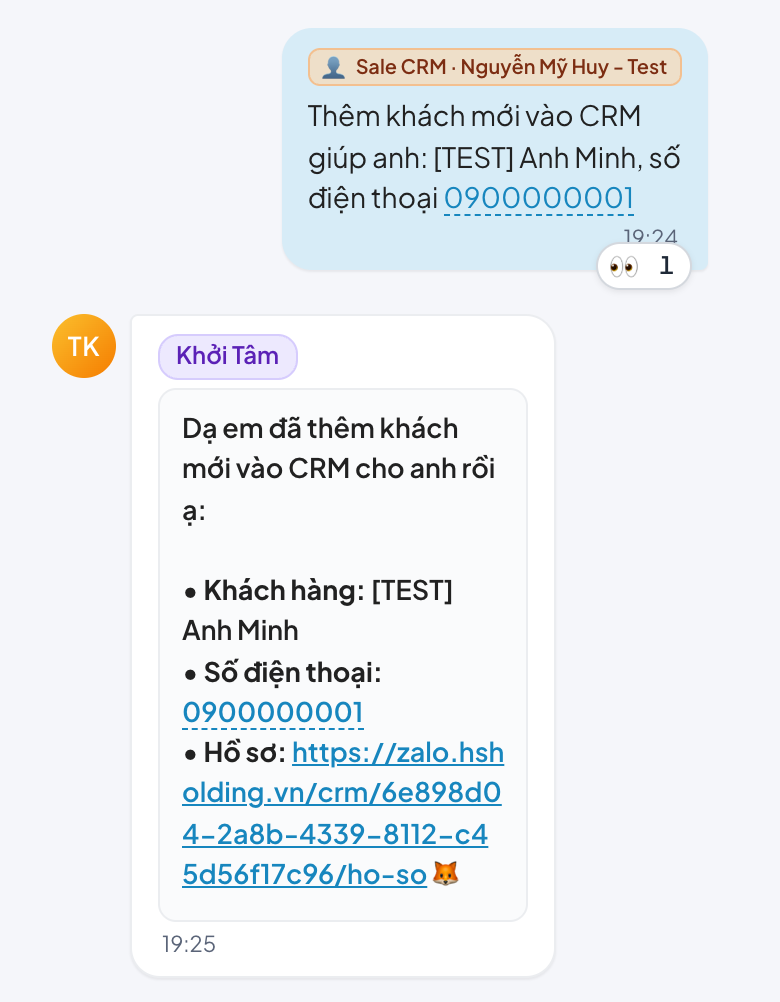 Sale CRM · Nguyễn Mỹ Huy - Test
Thêm khách mới vào CRM
giúp anh: [TEST] Anh Minh, số
điện thoại 0900000001
19:24
👀 1
TK
Khởi Tâm
Dạ em đã thêm khách
mới vào CRM cho anh rồi
ạ:
• Khách hàng: [TEST]
Anh Minh
• Số điện thoại:
0900000001
• Hồ sơ: https://zalo.hsh
olding.vn/crm/6e898d0
4-2a8b-4339-8112-c4
5d56f17c96/ho-so 🦊
19:25